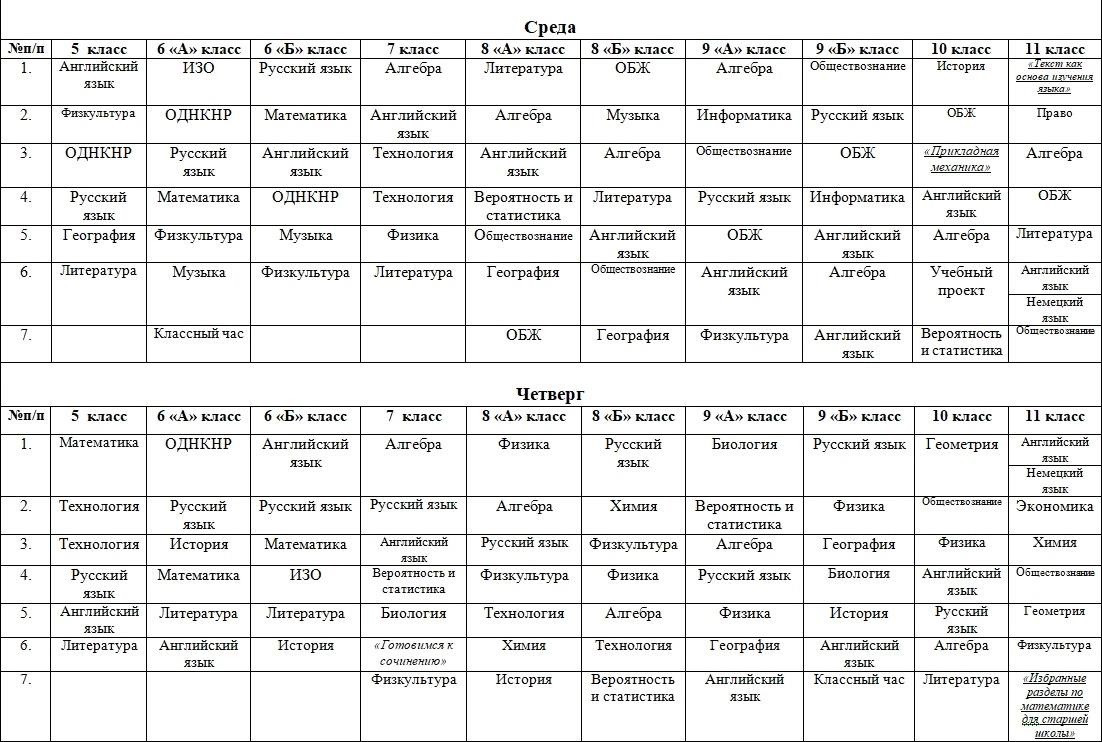 Среда
№п/п 5 класс 6 «А» класс 6 «Б» класс 7 класс 8 «А» класс 8 «Б» класс 9 «А» класс 9 «Б» класс 10 класс 11 класс
1. Английский язык ИЗО Русский язык Алгебра Литература ОБЖ Алгебра Обществознание История «Текст как основа изучения языка»
2. Физкультура ОДНКНР Математика Английский язык Алгебра Музыка Информатика Русский язык ОБЖ Право
3. ОДНКНР Русский язык Английский язык Технология Английский язык Алгебра Обществознание ОБЖ «Прикладная механика» Алгебра
4. Русский язык Математика ОДНКНР Технология Вероятность и статистика Литература Русский язык Информатика Английский язык ОБЖ
5. География Физкультура Музыка Физика Обществознание Английский язык ОБЖ Английский язык Алгебра Литература
6. Литература Музыка Физкультура Литература География Обществознание Английский язык Алгебра Учебный проект Английский язык Немецкий язык
7. Классный час ОБЖ География Физкультура Английский язык Вероятность и статистика Обществознание
Четверг
№п/п 5 класс 6 «А» класс 6 «Б» класс 7 класс 8 «А» класс 8 «Б» класс 9 «А» класс 9 «Б» класс 10 класс 11 класс
1. Математика ОДНКНР Английский язык Алгебра Физика Русский язык Биология Русский язык Геометрия Английский язык Немецкий язык
2. Технология Русский язык Русский язык Русский язык Алгебра Химия Вероятность и статистика Физика Обществознание Экономика
3. Технология История Математика Английский язык Русский язык Физкультура Алгебра География Физика Химия
4. Русский язык Математика ИЗО Вероятность и статистика Физкультура Физика Русский язык Биология Английский язык Обществознание
5. Английский язык Литература Литература Биология Технология Алгебра Физика История Русский язык Геометрия
6. Литература Английский язык История «Готовимся к сочинению» Химия Технология География Английский язык Алгебра Физкультура
7. Физкультура История Вероятность и статистика Английский язык Классный час Литература «Избранные разделы по математике для старшей школы»